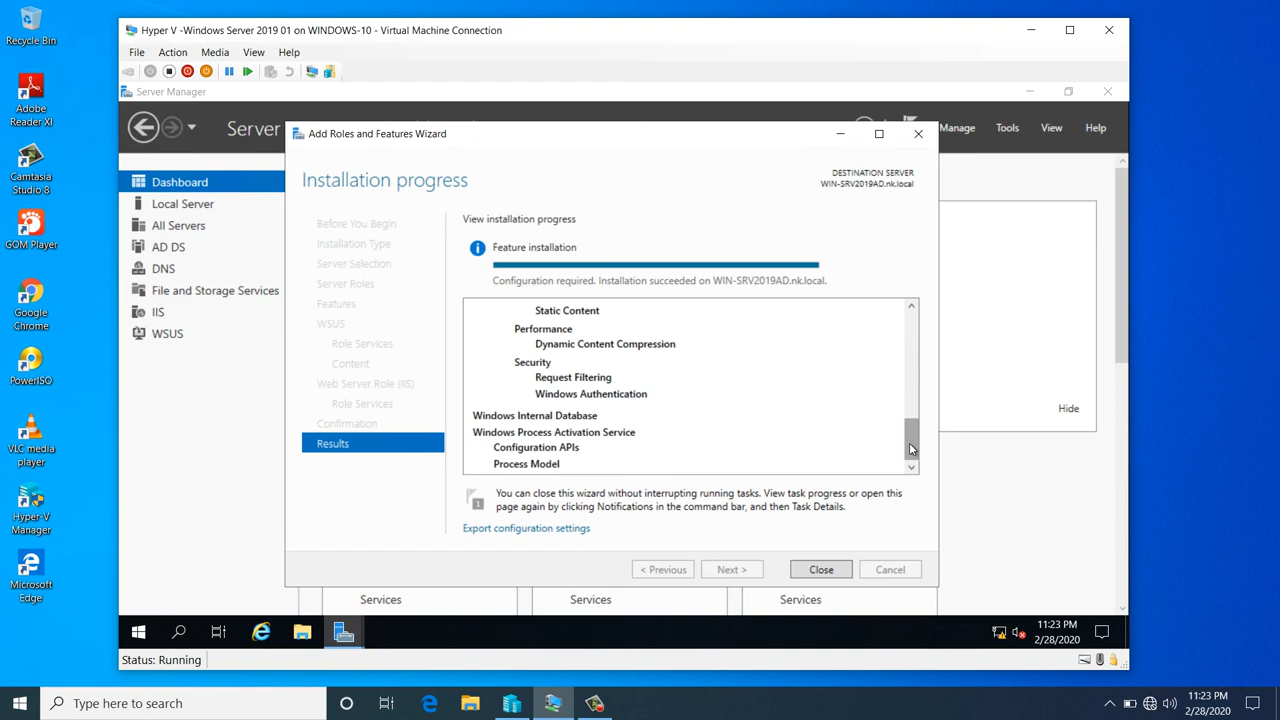 Recycle Bin
Adobe
Reader XI
Camtasia
Studio 8
GOM Player
Google
Chrome
PowerISO
VLC media
player
Hyper-V
Manager
Microsoft
Edge
Hyper V -Windows Server 2019 01 on WINDOWS-10 - Virtual Machine Connection
File Action Media View Help
Server Manager
Server
Manage Tools View Help
Dashboard
Local Server
All Servers
AD DS
DNS
File and Storage Services
IIS
WSUS
Add Roles and Features Wizard
Installation progress
DESTINATION SERVER
WIN-SRV2019AD.nk.local
Before You Begin
Installation Type
Server Selection
Server Roles
Features
WSUS
Role Services
Content
Web Server Role (IIS)
Role Services
Confirmation
Results
View installation progress
Feature installation
Configuration required. Installation succeeded on WIN-SRV2019AD.nk.local.
Static Content
Performance
Dynamic Content Compression
Security
Request Filtering
Windows Authentication
Windows Internal Database
Windows Process Activation Service
Configuration APIs
Process Model
1
You can close this wizard without interrupting running tasks. View task progress or open this
page again by clicking Notifications in the command bar, and then Task Details.
Export configuration settings
< Previous Next > Close Cancel
Hide
Services Services Services
11:23 PM
2/28/2020
Status: Running
Type here to search
11:23 PM
2/28/2020